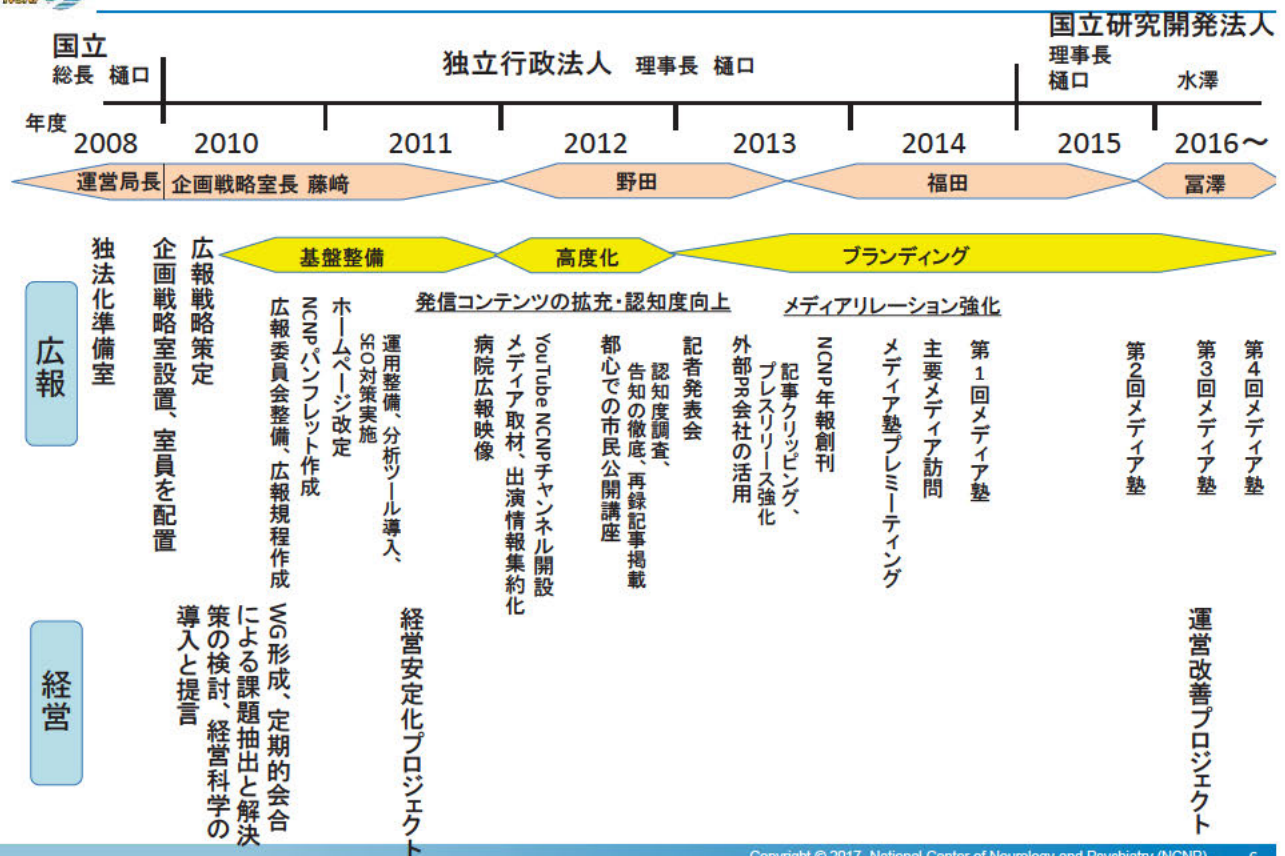 NCNP
国立
総長 樋口
独立行政法人 理事長 樋口
国立研究開発法人
理事長
樋口
水澤
年度
2008
2010
2011
2012
2013
2014
2015
2016～
運営局長
企画戦略室長 藤﨑
野田
福田
冨澤
基盤整備
高度化
ブランディング
発信コンテンツの拡充・認知度向上
メディアリレーション強化
広報
独法化準備室
企画戦略室設置、室員を配置
広報戦略策定
広報委員会整備、広報規程作成
NCNPパンフレット作成
ホームページ改定
運用整備、分析ツール導入、
SEO対策実施
病院広報映像
メディア取材、出演情報集約化
YouTube NCNPチャンネル開設
都心での市民公開講座
認知度調査、
告知の徹底、再録記事掲載
記者発表会
外部PR会社の活用
記事クリッピング、
プレスリリース強化
NCNP年報創刊
メディア塾プレミーティング
主要メディア訪問
第1回メディア塾
第2回メディア塾
第3回メディア塾
第4回メディア塾
経営
WG形成、定期的会合
による課題抽出と解決
策の検討、経営科学の
導入と提言
経営安定化プロジェクト
運営改善プロジェクト
Copyright © 2017, National Center of Neurology and Psychiatry (NCNP)
6